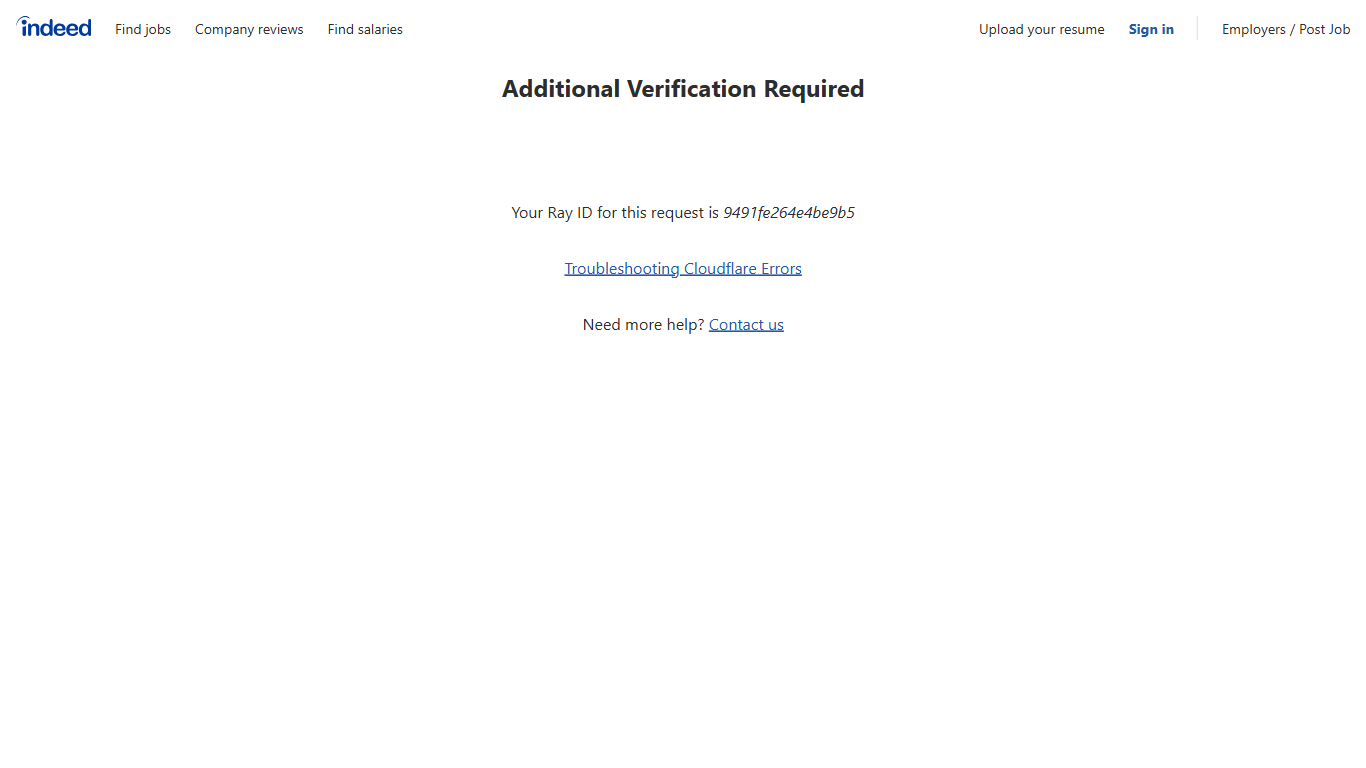 indeed Find jobs Company reviews Find salaries Upload your resume Sign in Employers / Post Job
Additional Verification Required
Your Ray ID for this request is 9491fe264e4be9b5
Troubleshooting Cloudflare Errors
Need more help? Contact us